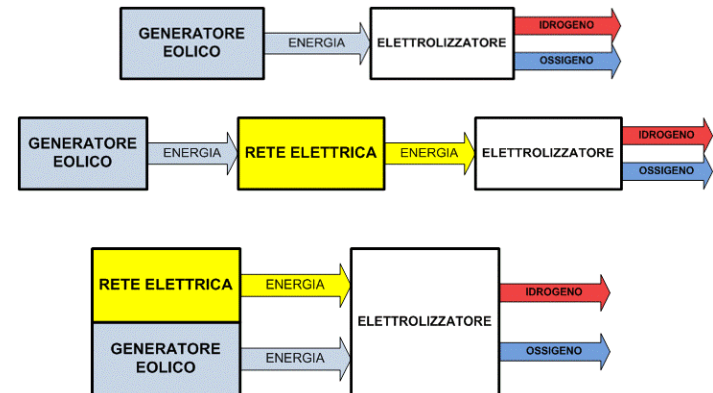 GENERATORE
EOLICO
ENERGIA
ELETTROLIZZATORE
IDROGENO
OSSIGENO
GENERATORE
EOLICO
ENERGIA
RETE ELETTRICA
ENERGIA
ELETTROLIZZATORE
IDROGENO
OSSIGENO
RETE ELETTRICA
ENERGIA
GENERATORE
EOLICO
ENERGIA
ELETTROLIZZATORE
IDROGENO
OSSIGENO